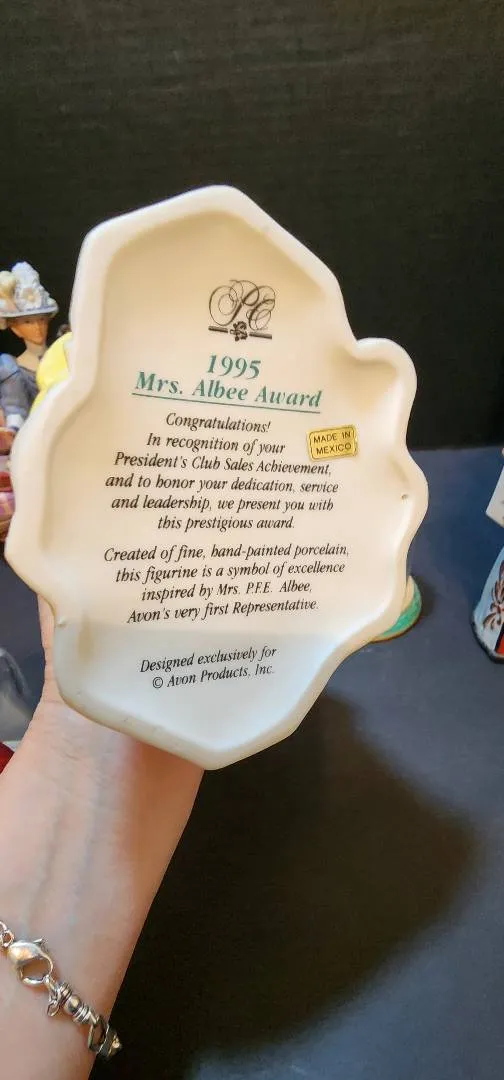 PC
1995
Mrs. Albee Award
Congratulations!
In recognition of your
President's Club Sales Achievement,
and to honor your dedication, service
and leadership, we present you with
this prestigious award.
MADE IN
MEXICO
Created of fine, hand-painted porcelain,
this figurine is a symbol of excellence
inspired by Mrs. P.F.E. Albee,
Avon's very first Representative.
Designed exclusively for
© Avon Products, Inc.